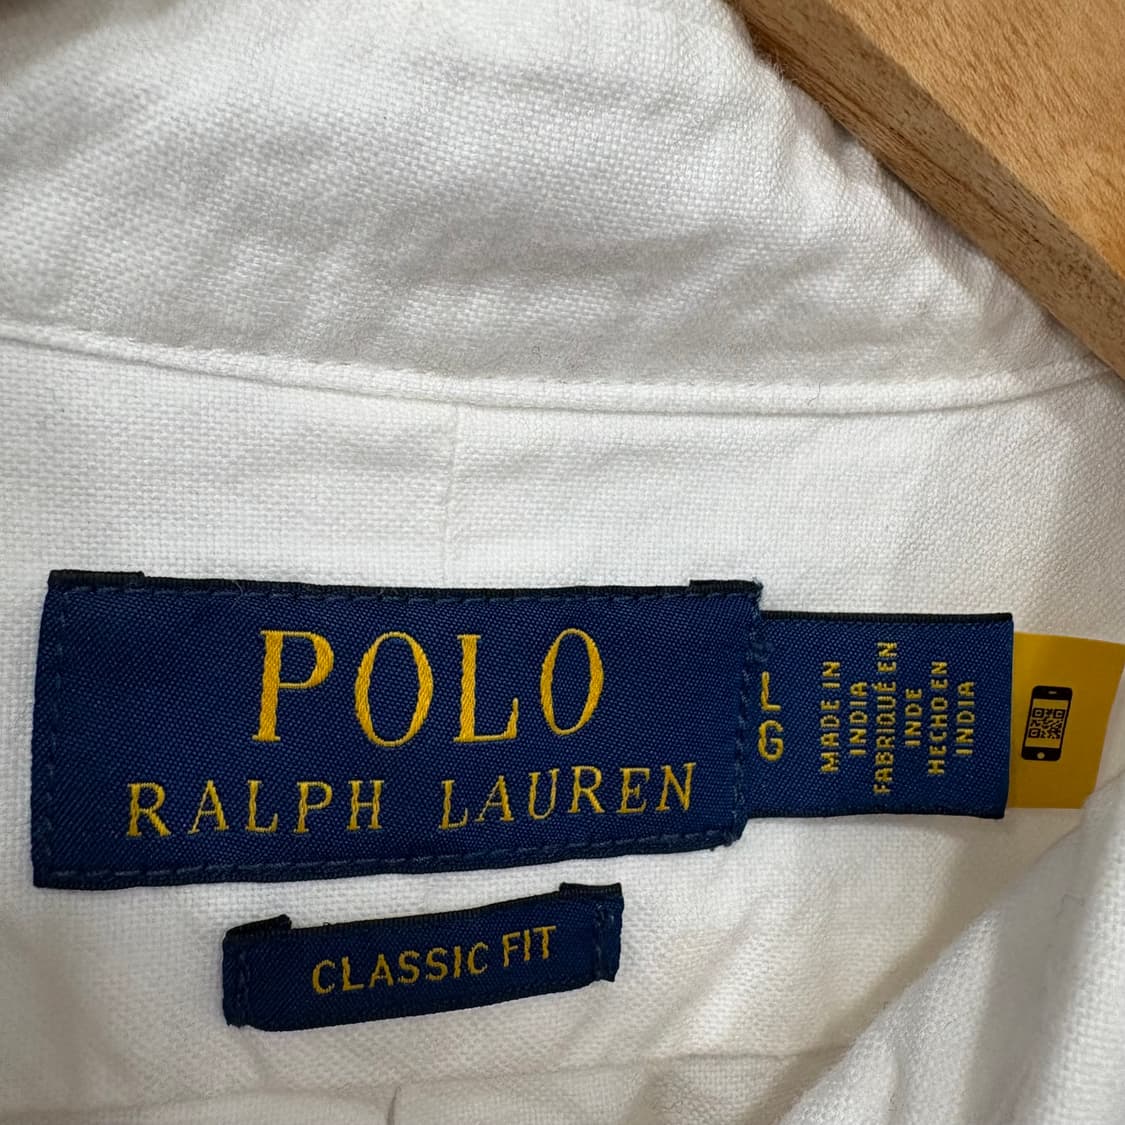 POLO
RALPH LAUREN
L
G
MADE IN
INDIA
FABRIQUÉ EN
INDE
HECHO EN
INDIA
CLASSIC FIT